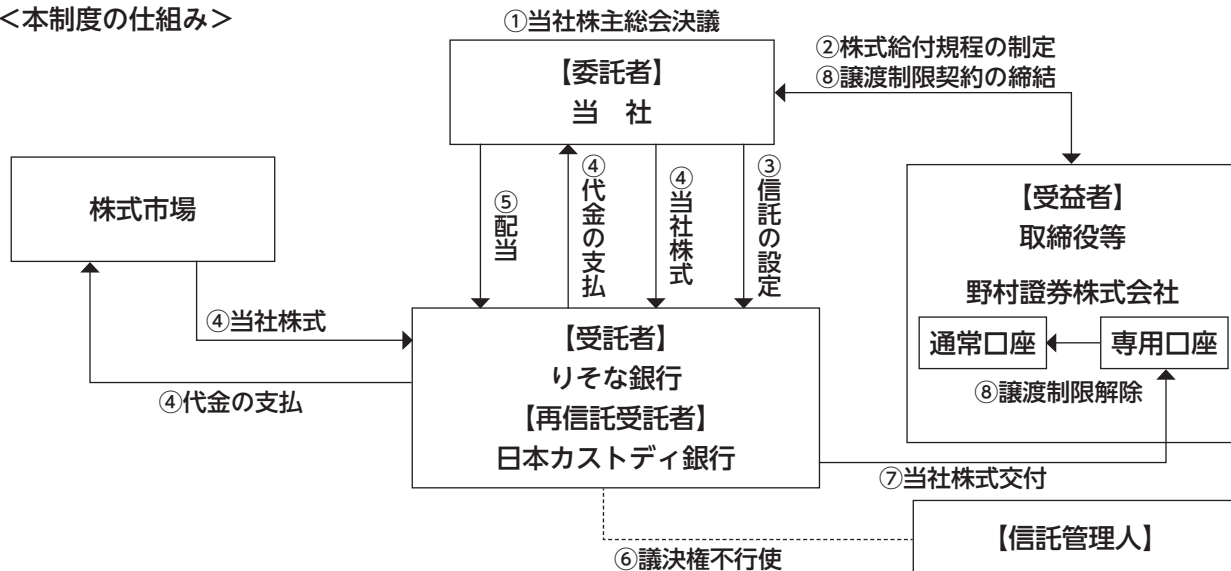 ＜本制度の仕組み＞
①当社株主総会決議
【委託者】
当　社
②株式給付規程の制定
⑧譲渡制限契約の締結
株式市場
⑤配当
④代金の支払
④当社株式
③信託の設定
【受益者】
取締役等
野村證券株式会社
通常口座
専用口座
⑧譲渡制限解除
④当社株式
④代金の支払
【受託者】
りそな銀行
【再信託受託者】
日本カストディ銀行
⑦当社株式交付
⑥議決権不行使
【信託管理人】